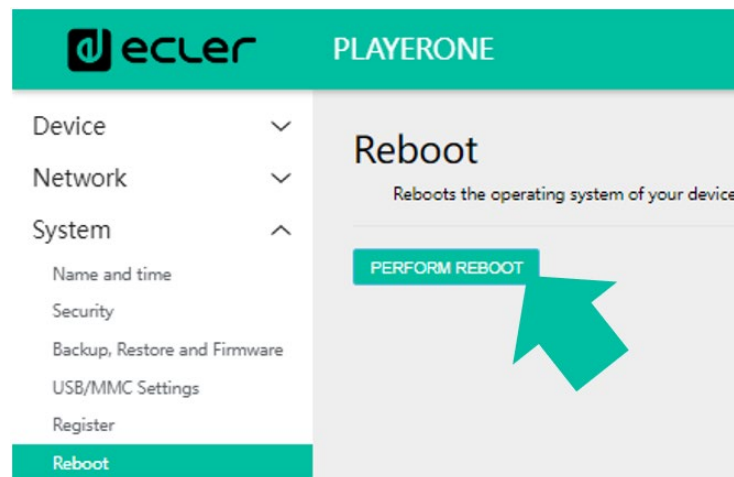 ecler PLAYERONE
Device
Network
System
Name and time
Security
Backup, Restore and Firmware
USB/MMC Settings
Register
Reboot
Reboot
Reboots the operating system of your device
PERFORM REBOOT